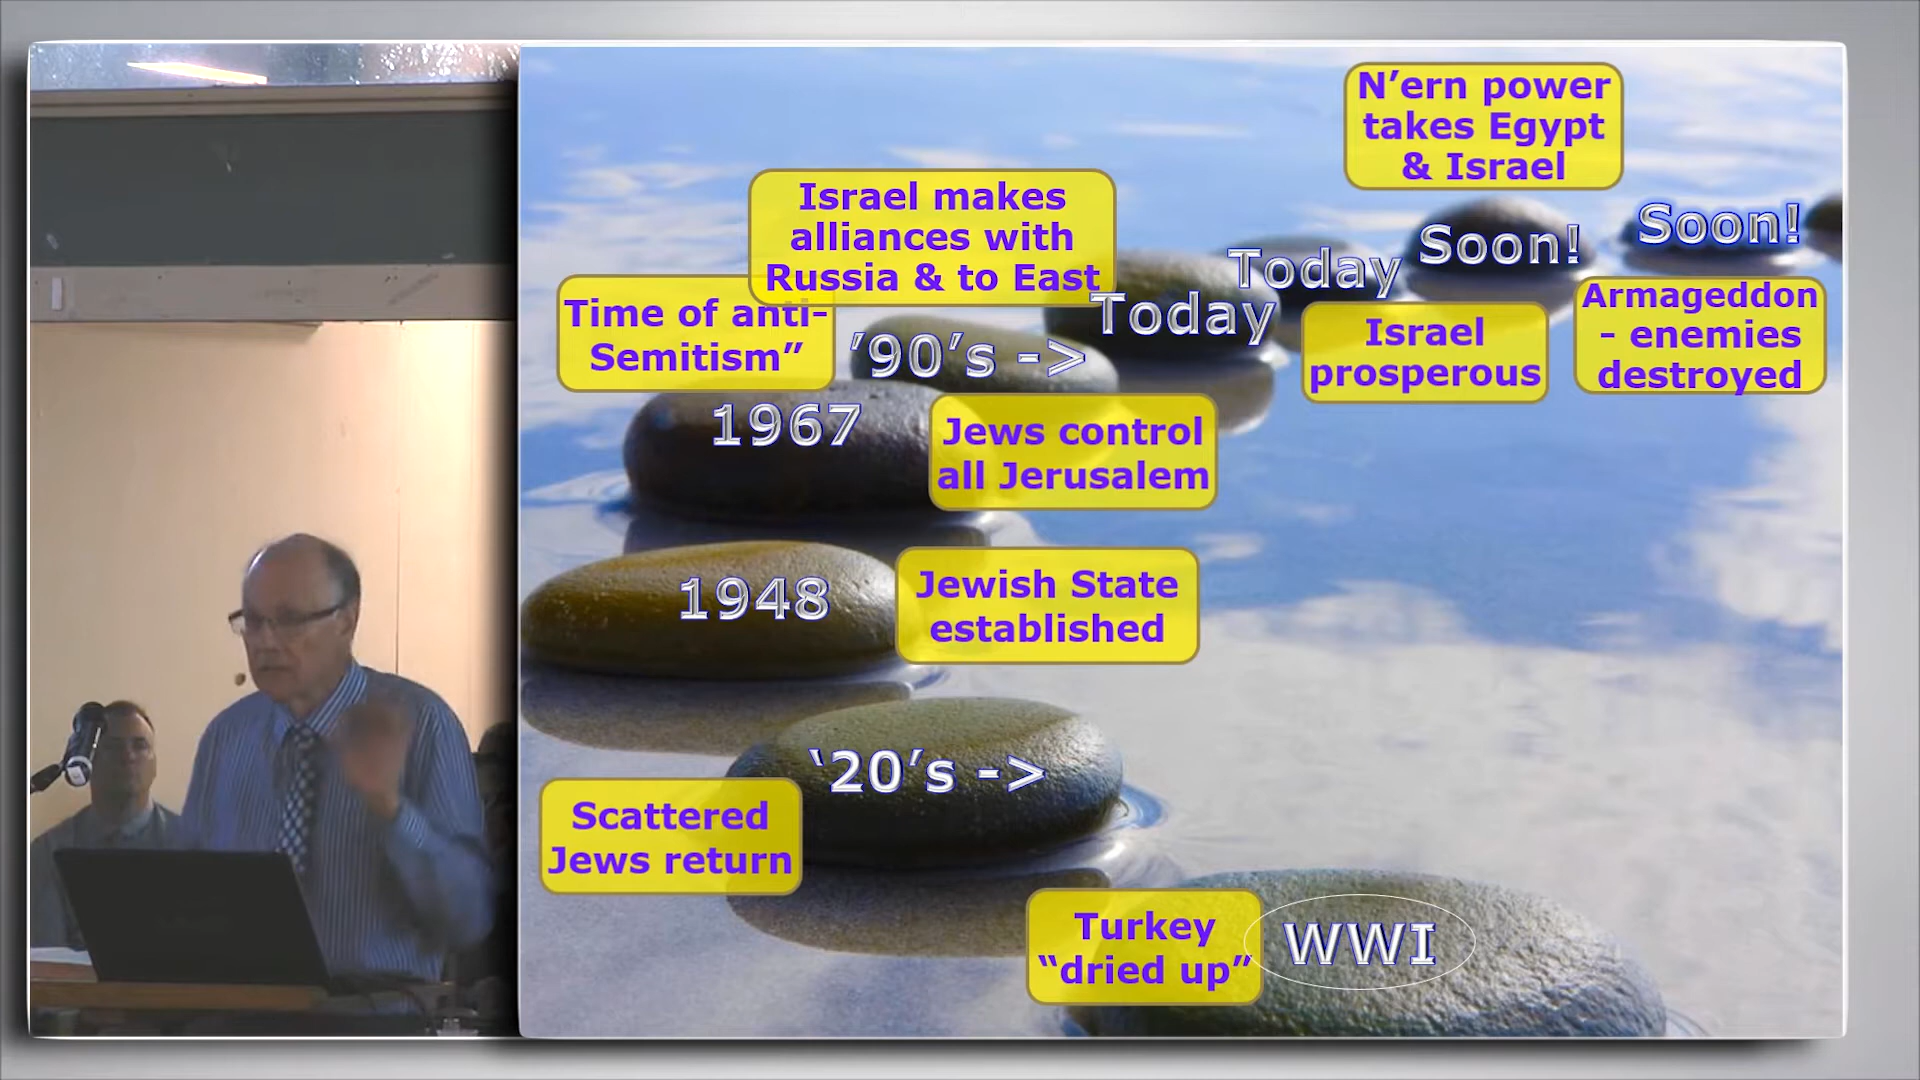 N’ern power
takes Egypt
& Israel
Soon!
Soon!
Armageddon
- enemies
destroyed
Israel makes
alliances with
Russia & to East
Today
Today
Israel
prosperous
Time of anti-
Semitism”
’90’s ->
1967
Jews control
all Jerusalem
1948
Jewish State
established
‘20’s ->
Scattered
Jews return
Turkey
“dried up”
WWI